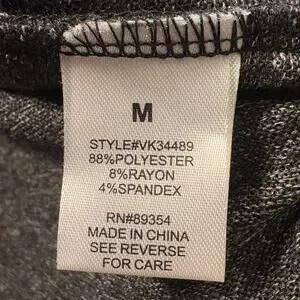 M
STYLE#VK34489
88%POLYESTER
8%RAYON
4%SPANDEX
RN#89354
MADE IN CHINA
SEE REVERSE
FOR CARE